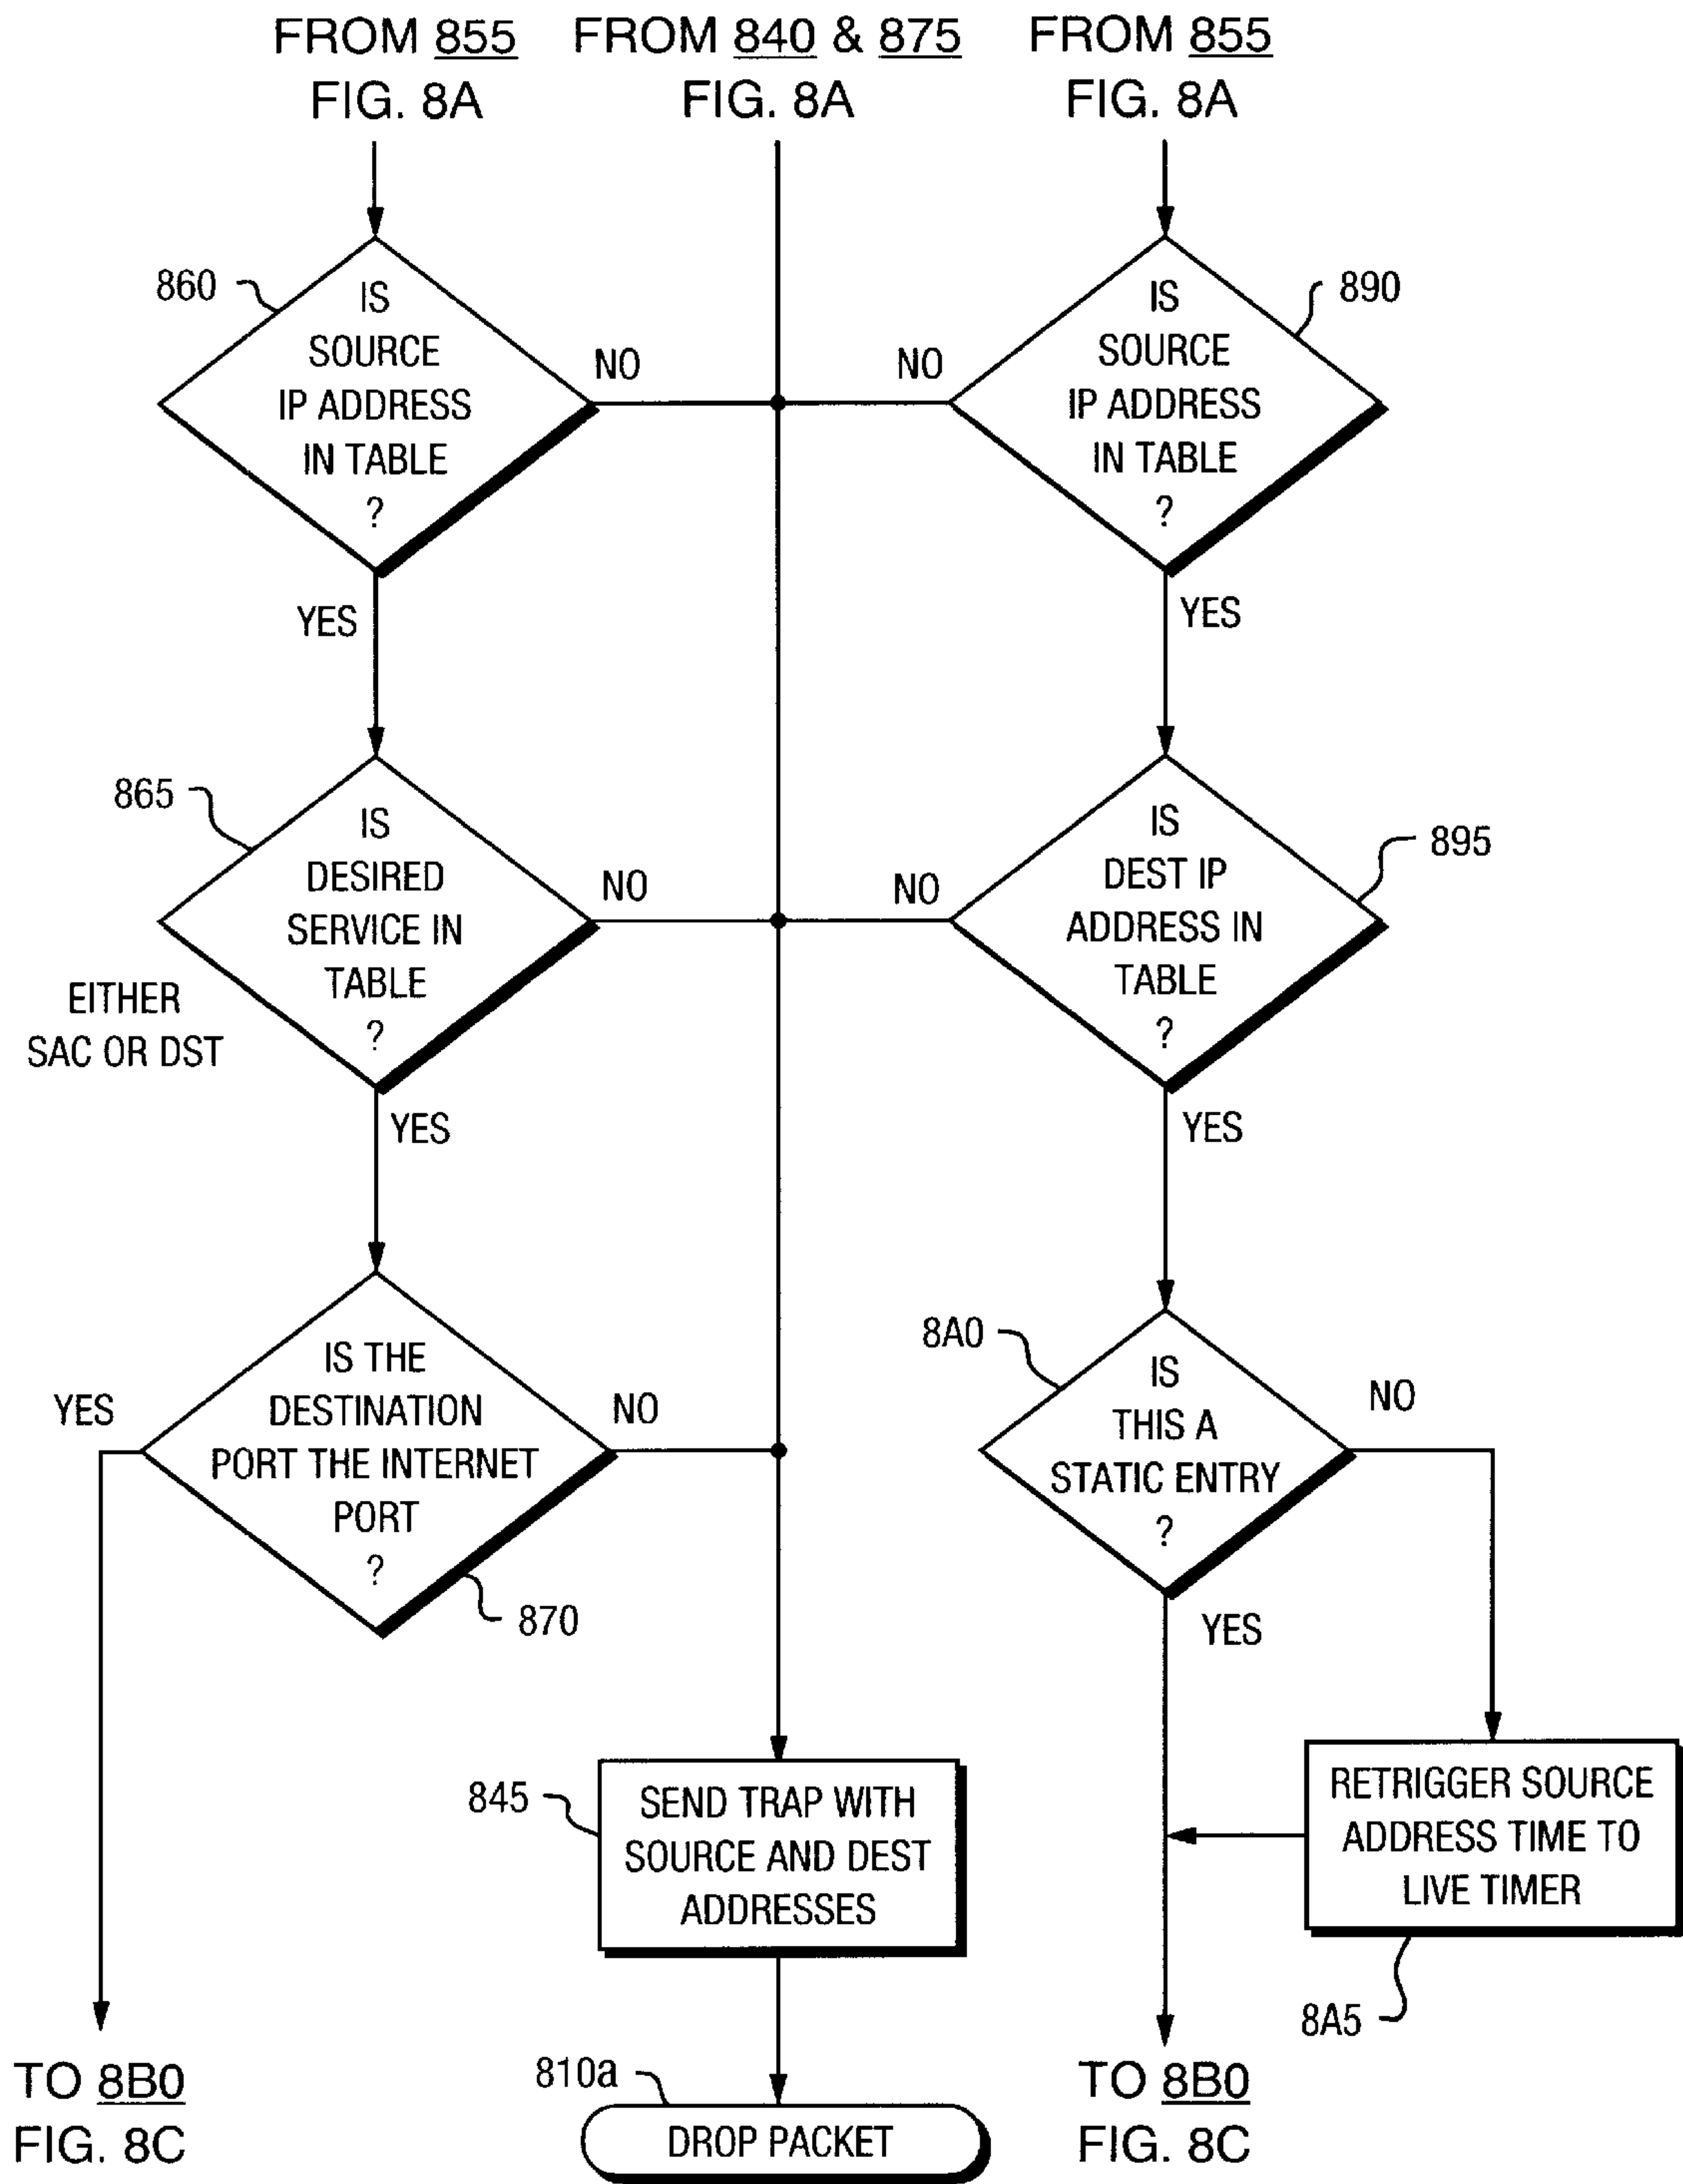 FROM 855
FIG. 8A
FROM 840 & 875
FIG. 8A
FROM 855
FIG. 8A
860
IS
SOURCE
IP ADDRESS
IN TABLE
?
NO
YES
890
IS
SOURCE
IP ADDRESS
IN TABLE
?
NO
YES
865
IS
DESIRED
SERVICE IN
TABLE
?
EITHER
SAC OR DST
NO
YES
895
IS
DEST IP
ADDRESS IN
TABLE
?
NO
YES
IS THE
DESTINATION
PORT THE INTERNET
PORT
?
YES
NO
870
8A0
IS
THIS A
STATIC ENTRY
?
NO
YES
845
SEND TRAP WITH
SOURCE AND DEST
ADDRESSES
RETRIGGER SOURCE
ADDRESS TIME TO
LIVE TIMER
8A5
TO 8B0
FIG. 8C
810a
DROP PACKET
TO 8B0
FIG. 8C